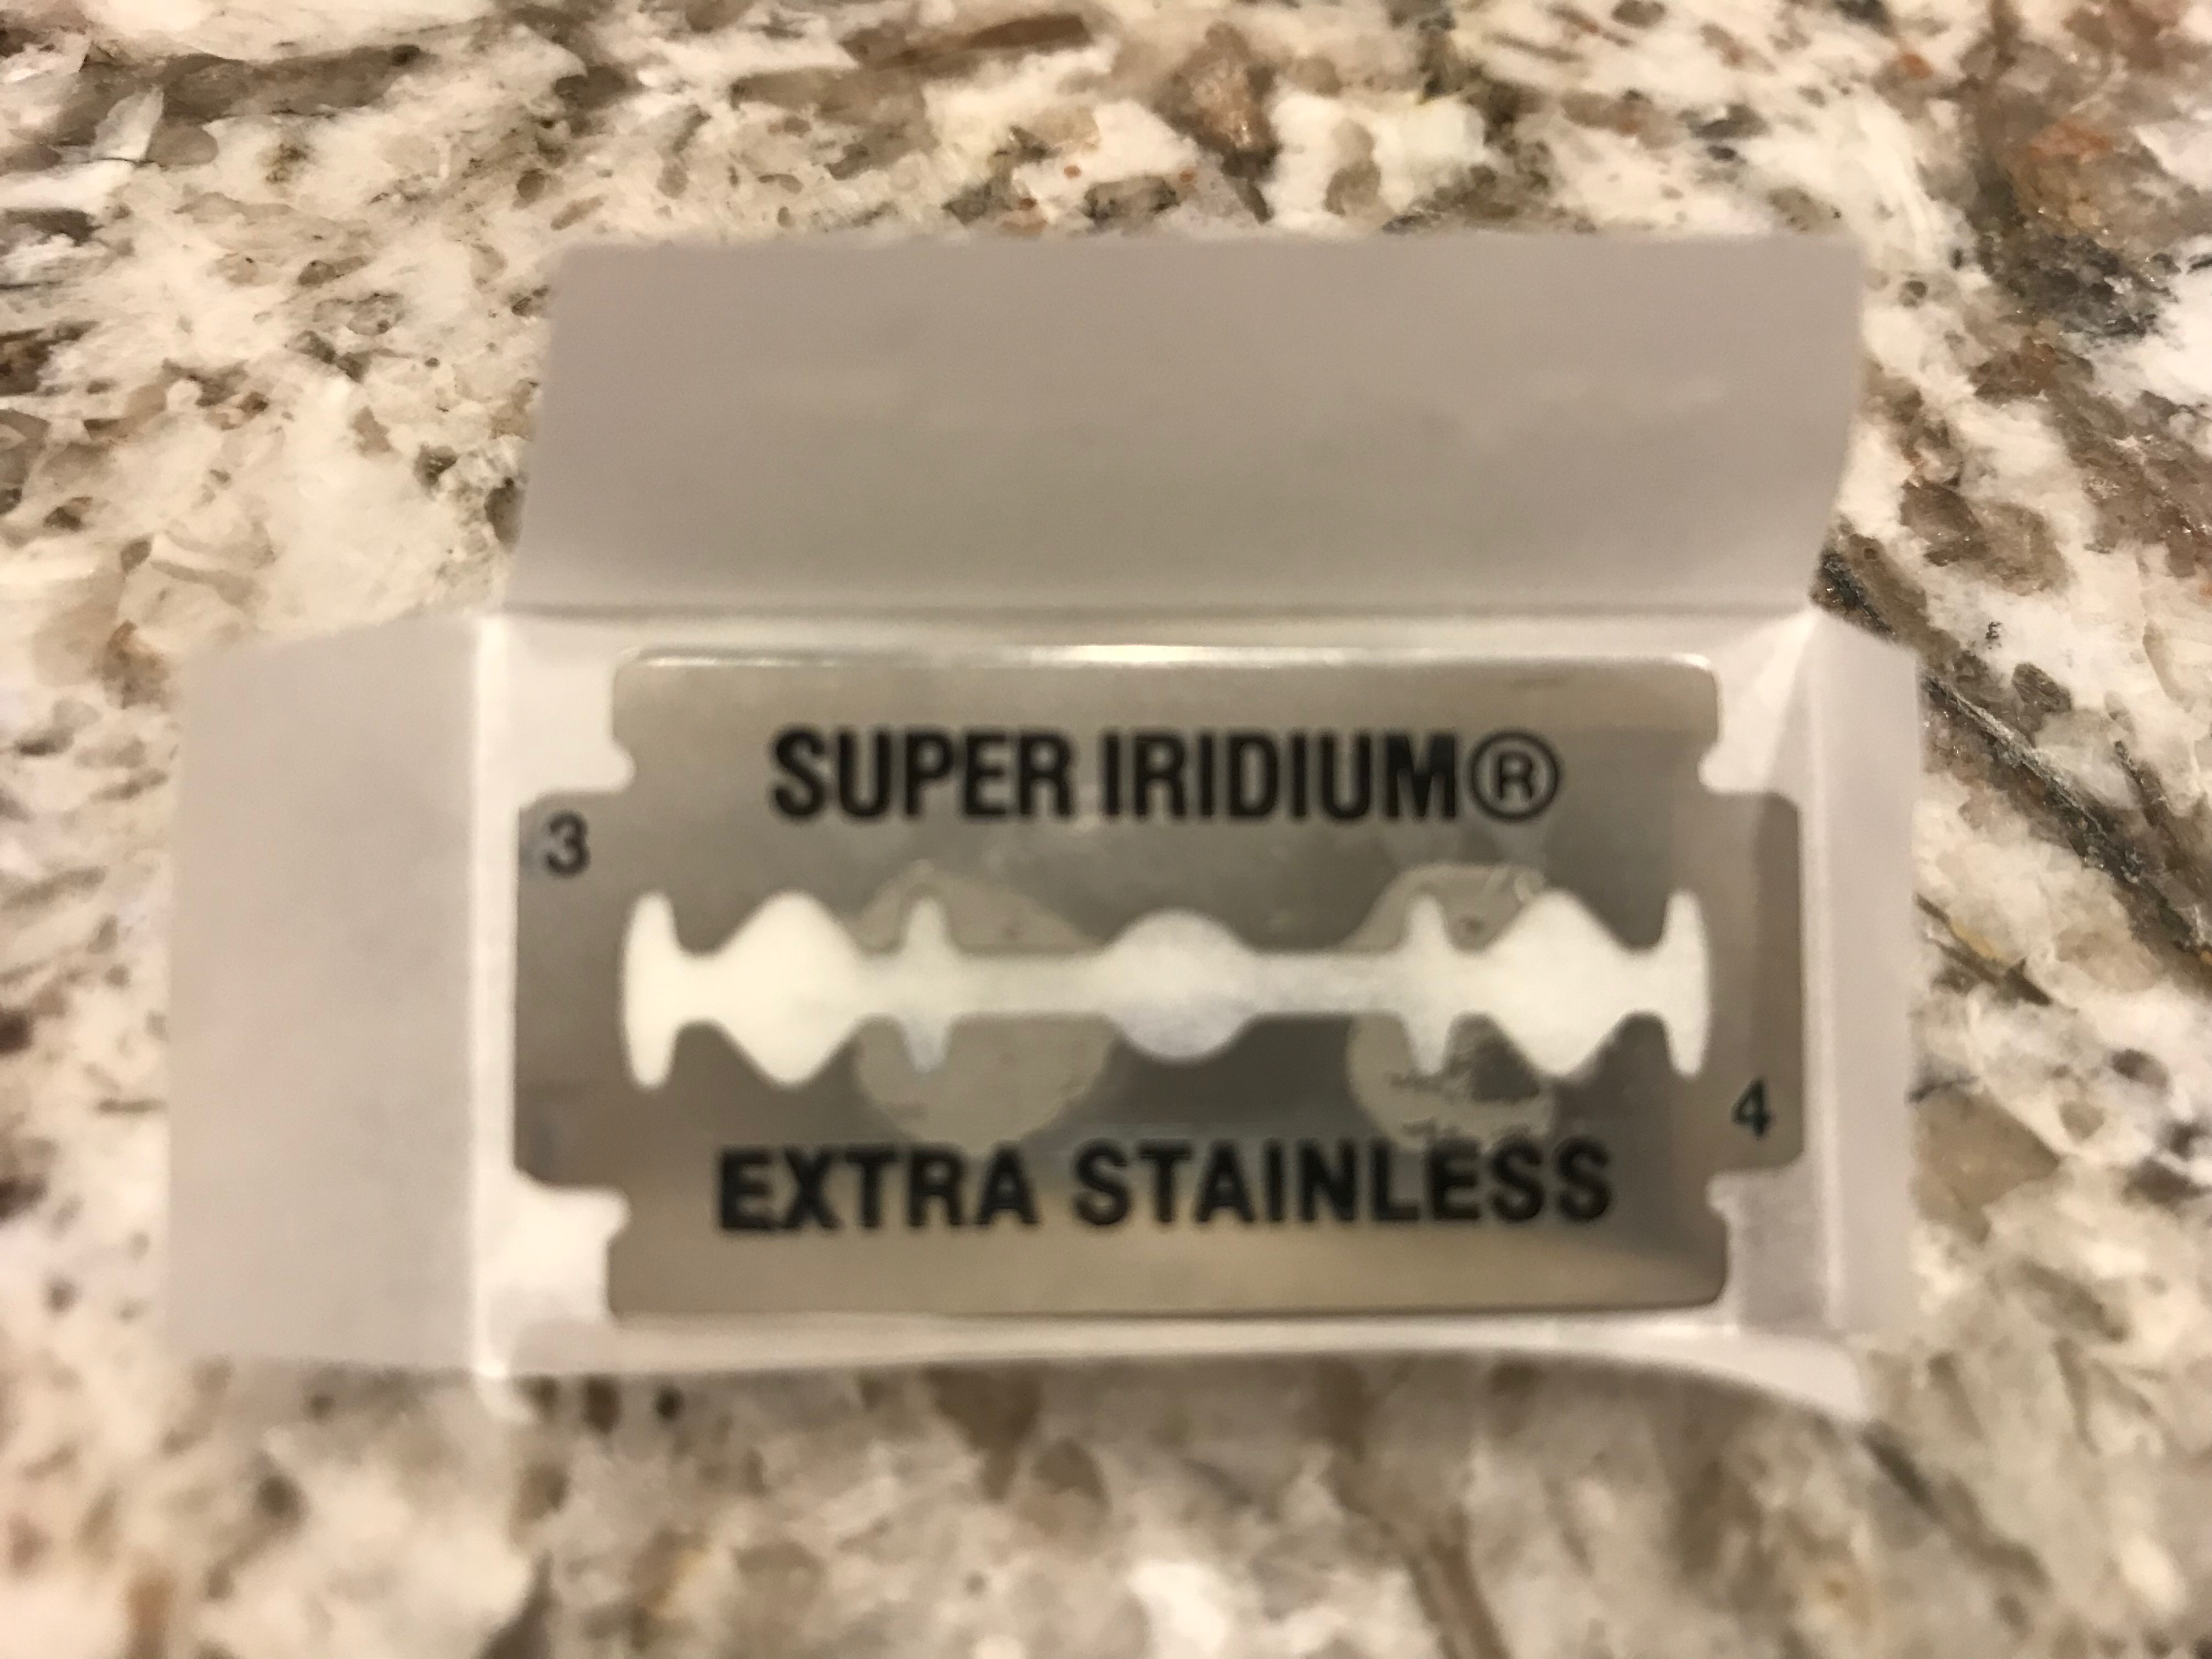 SUPER IRIDIUM®
3
4
EXTRA STAINLESS